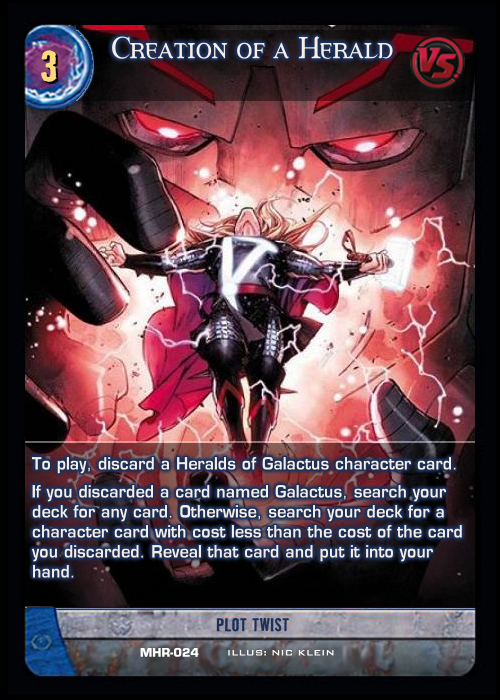 3
CREATION OF A HERALD
VS
To play, discard a Heralds of Galactus character card.
If you discarded a card named Galactus, search your
deck for any card. Otherwise, search your deck for a
character card with cost less than the cost of the card
you discarded. Reveal that card and put it into your
hand.
PLOT TWIST
MHR-024 ILLUS: NIC KLEIN